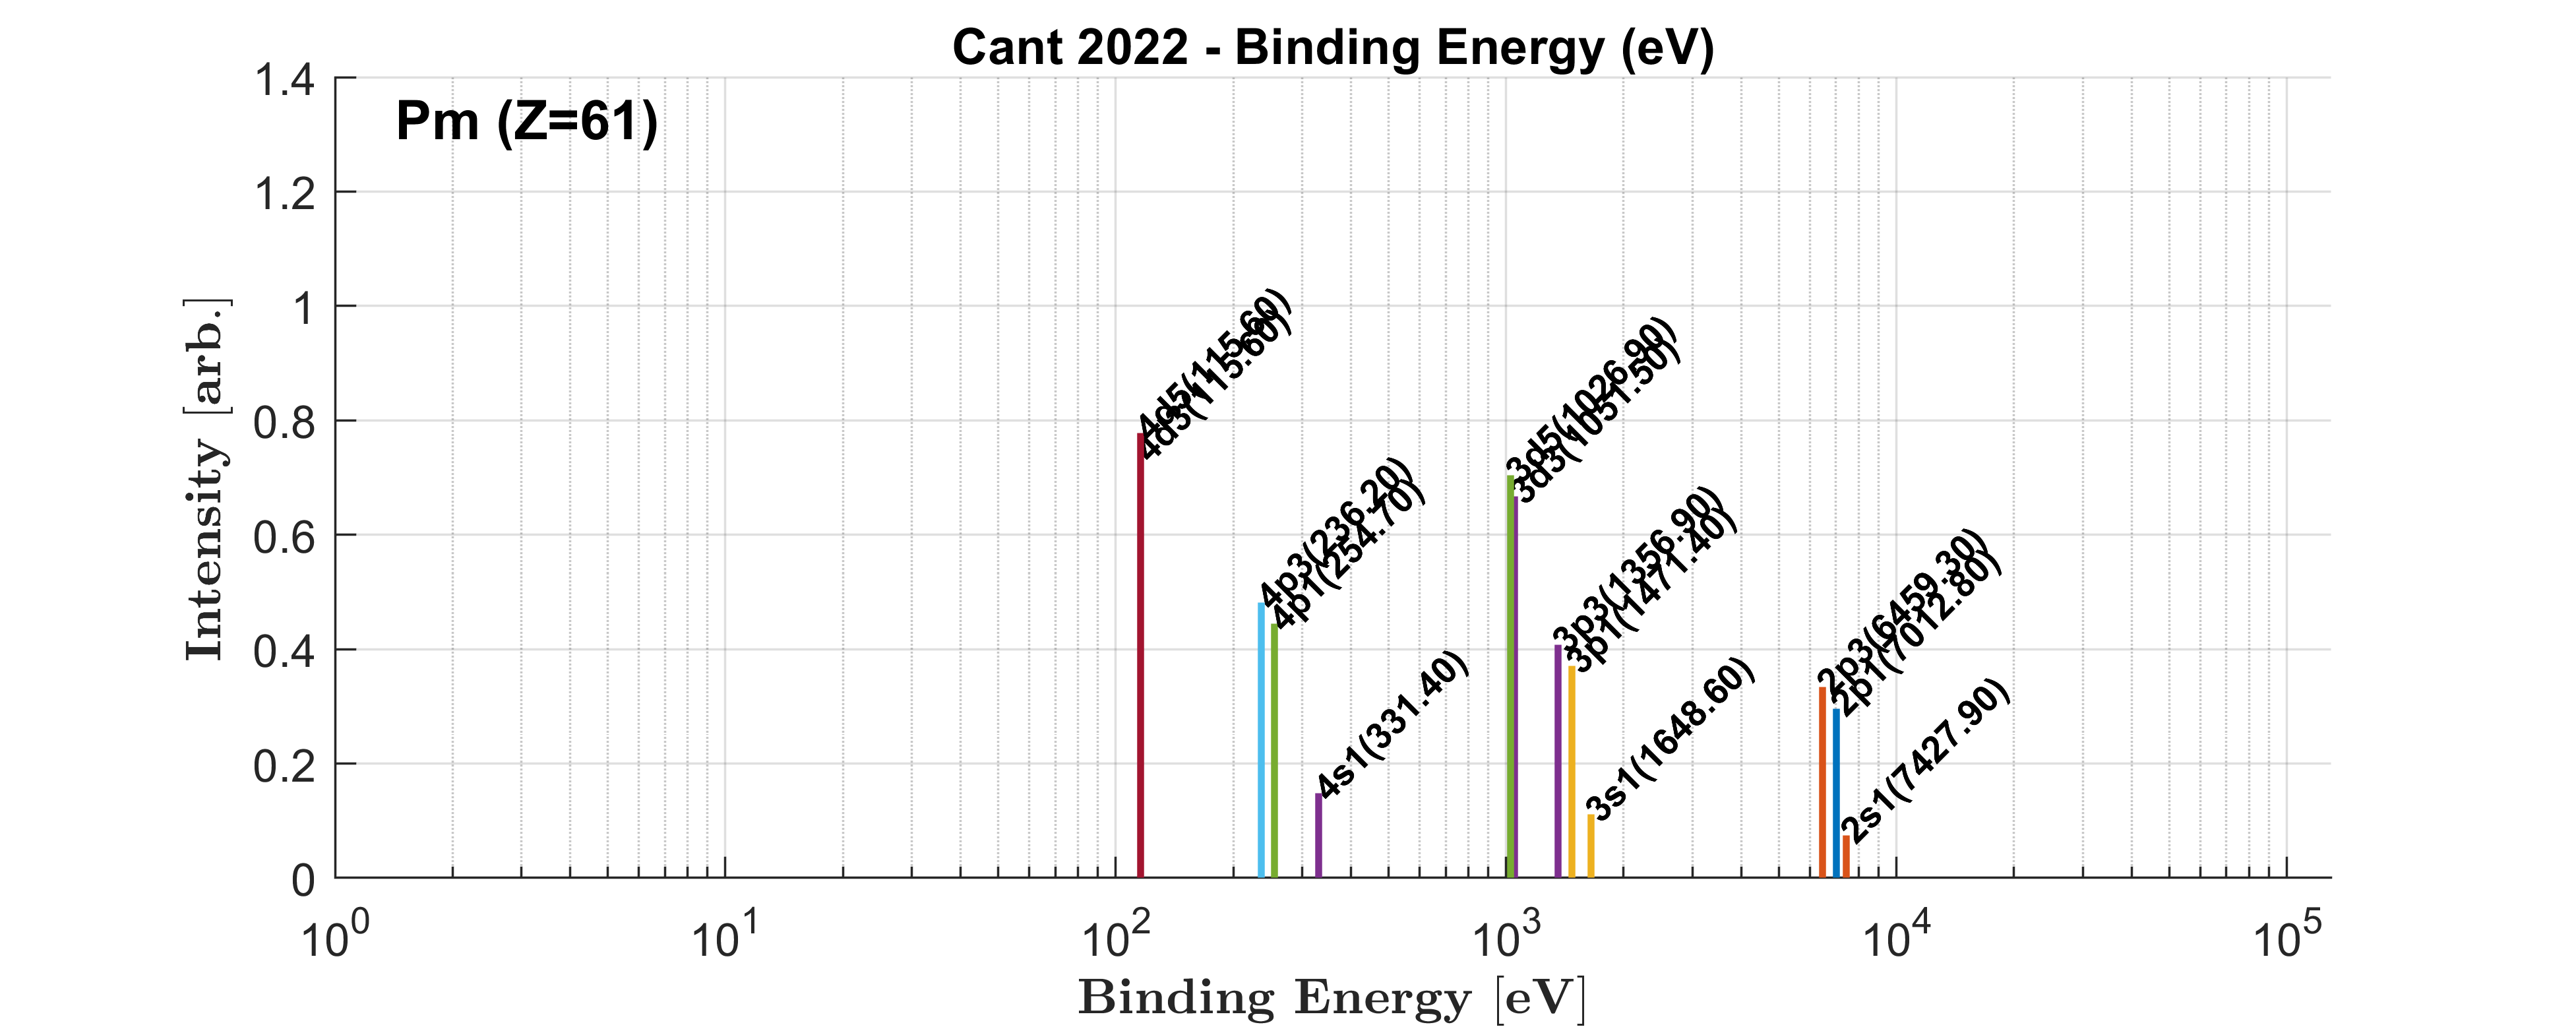 Cant 2022 - Binding Energy (eV)
Pm (Z=61)
Intensity [arb.]
1.4
1.2
1
0.8
0.6
0.4
0.2
0
4d5(115.60)
4d3(115.60)
4p3(236.20)
4p1(254.70)
4s1(331.40)
3d5(1026.90)
3d3(1051.50)
3p3(1356.90)
3p1(1471.40)
3s1(1648.60)
2p3(6459.30)
2p1(7012.80)
2s1(7427.90)
10^0 10^1 10^2 10^3 10^4 10^5
Binding Energy [eV]